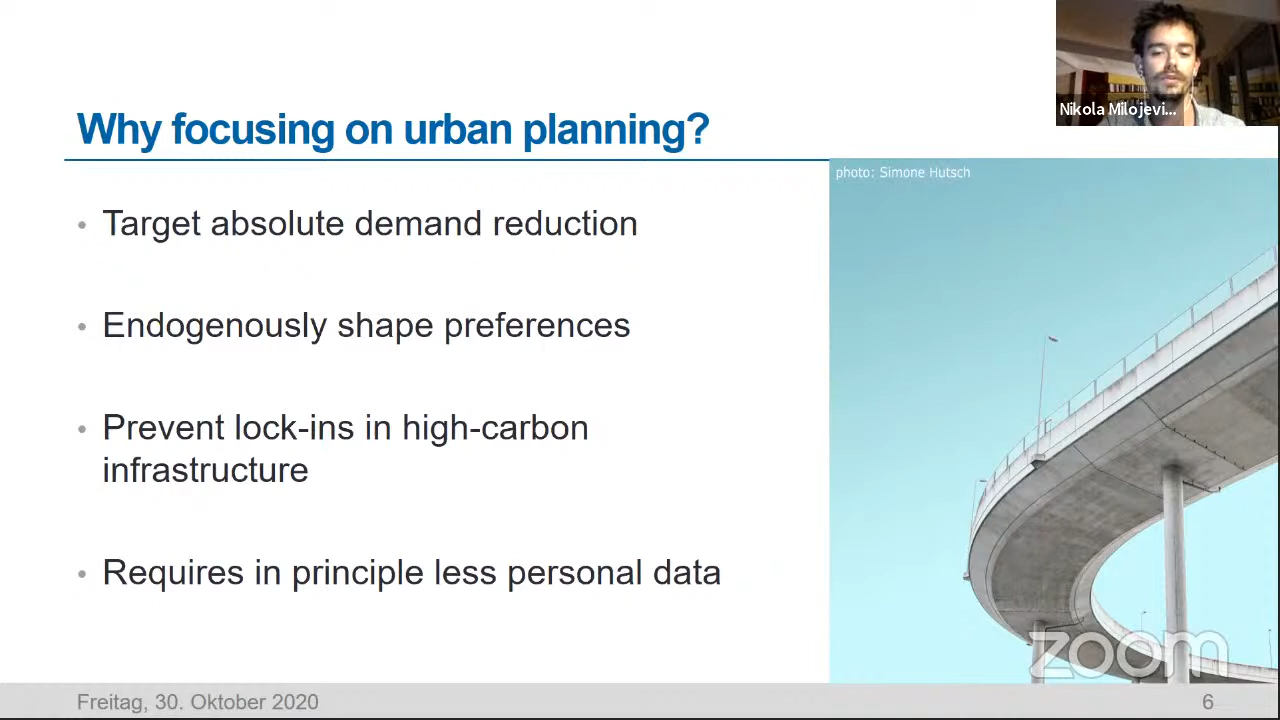 Nikola Milojevi...
Why focusing on urban planning?
photo: Simone Hutsch
• Target absolute demand reduction
• Endogenously shape preferences
• Prevent lock-ins in high-carbon
infrastructure
• Requires in principle less personal data
zoom
Freitag, 30. Oktober 2020
6